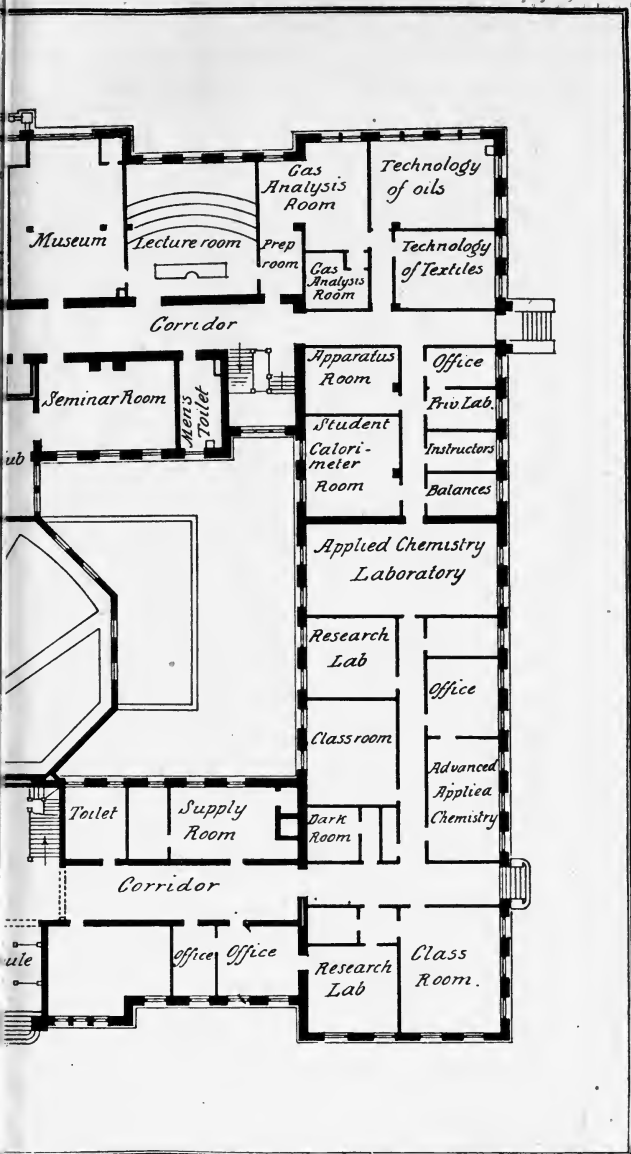 Gas
Analysis
Room
Technology
of oils
Museum
Lecture room
Prep
room
Gas
Analysis
Room
Technology
of Textiles
Corridor
Apparatus
Room
Office
Priv. Lab.
Seminar Room
Men's
Toilet
Student
Calori-
meter
Room
Instructors
Balances
ub
Applied Chemistry
Laboratory
Research
Lab
Office
Classroom
Advanced
Applied
Chemistry
Toilet
Supply
Room
Dark
Room
Corridor
ule
Office
Office
Research
Lab
Class
Room.